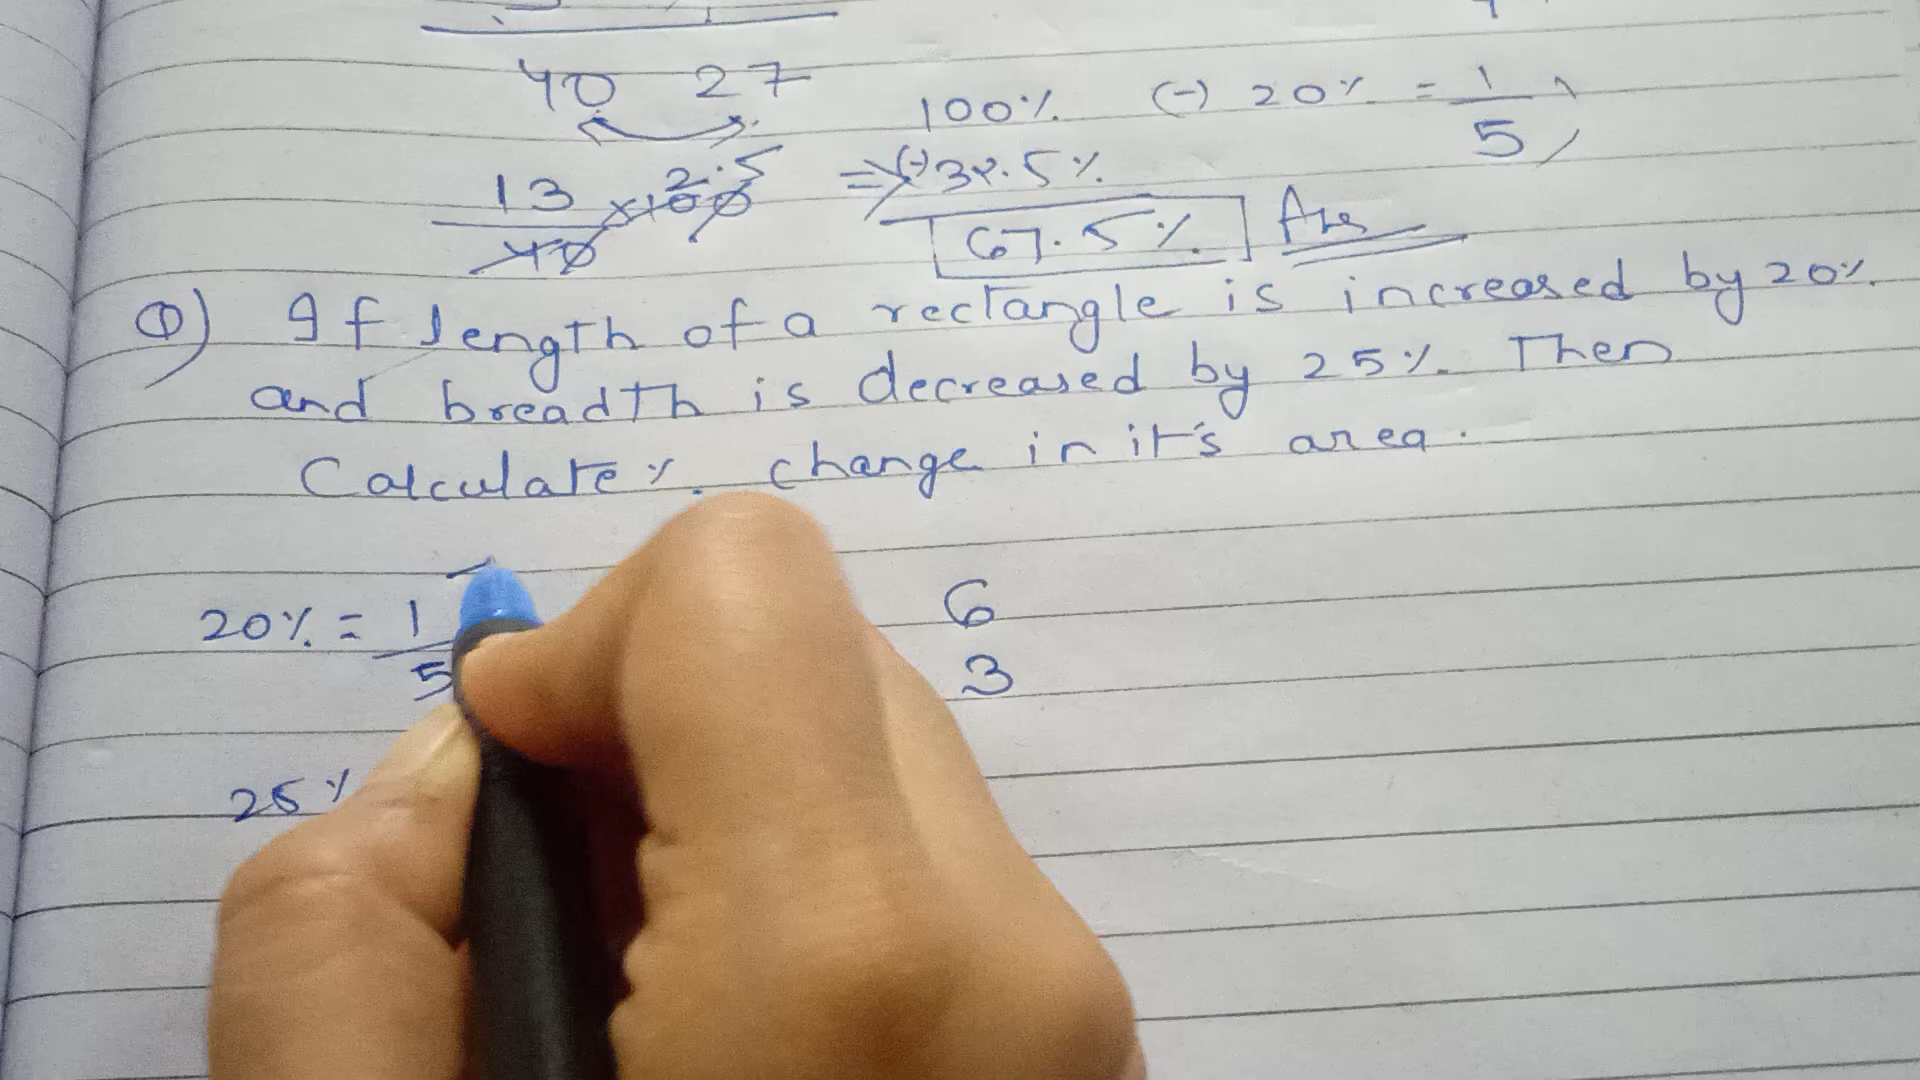 40 27
100% (-) 20% = 1/5
13/40 × 100 2.5 => (-) 32.5%
67.5% Ans
Q) If length of a rectangle is increased by 20%
and breadth is decreased by 25%. Then
Calculate % change in it's area.
20% = 1/5 6
3
25%